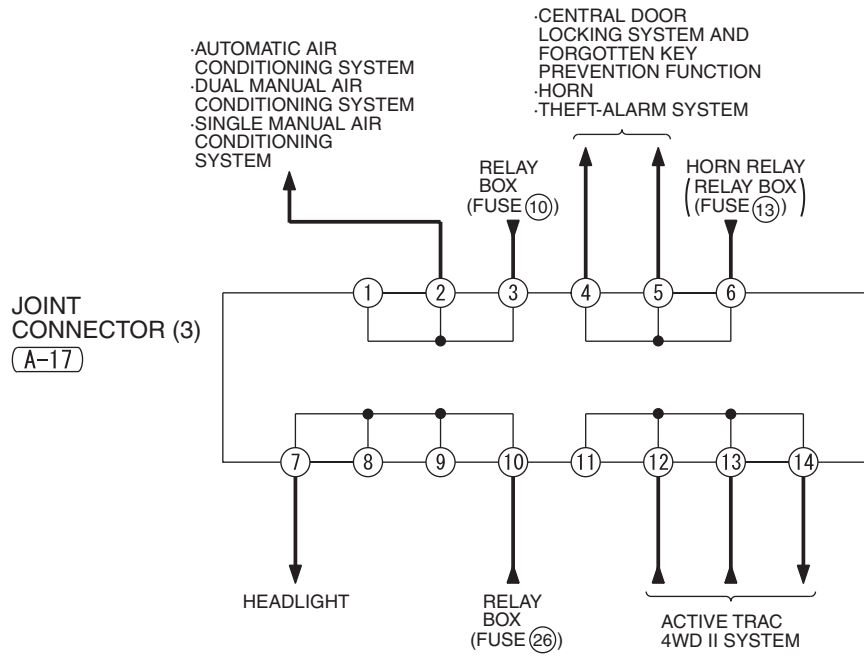 ·AUTOMATIC AIR
CONDITIONING SYSTEM
·DUAL MANUAL AIR
CONDITIONING SYSTEM
·SINGLE MANUAL AIR
CONDITIONING
SYSTEM
·CENTRAL DOOR
LOCKING SYSTEM AND
FORGOTTEN KEY
PREVENTION FUNCTION
·HORN
·THEFT-ALARM SYSTEM
RELAY
BOX
(FUSE 10)
HORN RELAY
(RELAY BOX
(FUSE 13))
JOINT
CONNECTOR (3)
A-17
1 2 3 4 5 6
7 8 9 10 11 12 13 14
HEADLIGHT
RELAY
BOX
(FUSE 26)
ACTIVE TRAC
4WD II SYSTEM